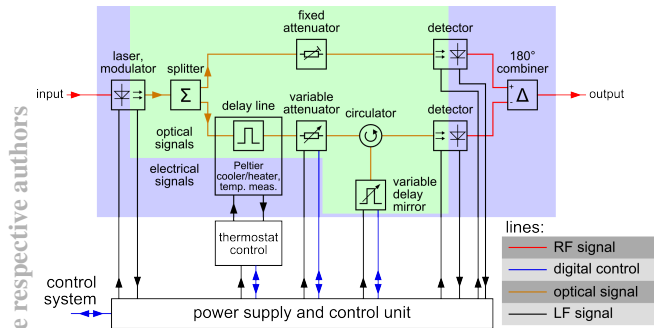 fixed
attenuator
detector
laser,
modulator
splitter
180°
combiner
input
Σ
delay line
variable
attenuator
circulator
detector
+
-
Δ
output
optical
signals
electrical
signals
Peltier
cooler/heater,
temp. meas.
variable
delay
mirror
thermostat
control
control
system
power supply and control unit
lines:
RF signal
digital control
optical signal
LF signal
e respective authors